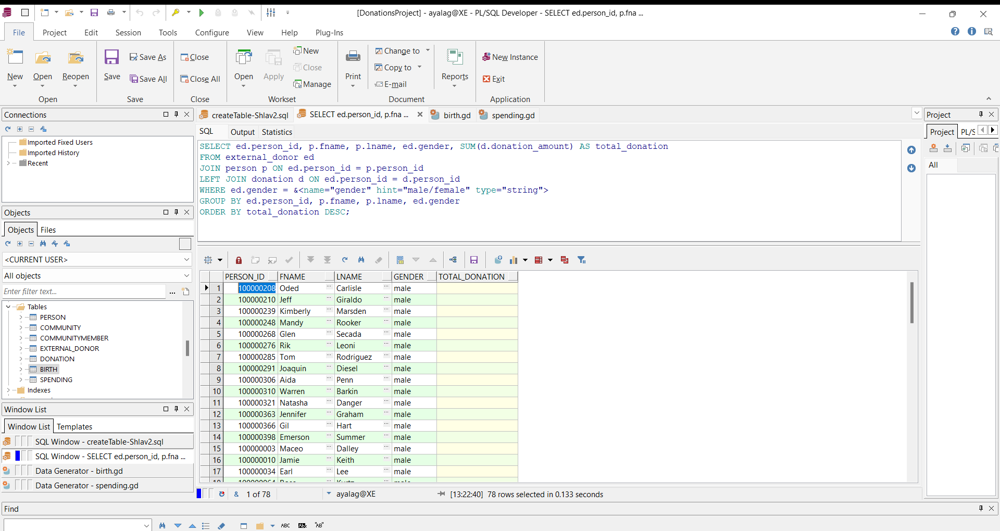 [DonationsProject] - ayalag@XE - PL/SQL Developer - SELECT ed.person_id, p.fna ...
File Project Edit Session Tools Configure View Help Plug-Ins
New Open Reopen Save Save As Save All Close Close All Open Apply New Close Manage Print Change to Copy to E-mail Reports New Instance Exit
Open Save Close Workset Document Application
Connections
Imported Fixed Users
Imported History
Recent
Objects
Objects Files
<CURRENT USER>
All objects
Enter filter text...
Tables
PERSON
COMMUNITY
COMMUNITYMEMBER
EXTERNAL_DONOR
DONATION
BIRTH
SPENDING
Indexes
Window List
Window List Templates
SQL Window - createTable-Shlav2.sql
SQL Window - SELECT ed.person_id, p.fna ...
Data Generator - birth.gd
Data Generator - spending.gd
createTable-Shlav2.sql SELECT ed.person_id, p.fna ... birth.gd spending.gd
SQL Output Statistics
SELECT ed.person_id, p.fname, p.lname, ed.gender, SUM(d.donation_amount) AS total_donation
FROM external_donor ed
JOIN person p ON ed.person_id = p.person_id
LEFT JOIN donation d ON ed.person_id = d.person_id
WHERE ed.gender = &<name="gender" hint="male/female" type="string">
GROUP BY ed.person_id, p.fname, p.lname, ed.gender
ORDER BY total_donation DESC;
PERSON_ID FNAME LNAME GENDER TOTAL_DONATION
1 100000208 Oded ... Carlisle ... male
2 100000210 Jeff ... Giraldo ... male
3 100000239 Kimberly ... Marsden ... male
4 100000248 Mandy ... Rooker ... male
5 100000268 Glen ... Secada ... male
6 100000276 Rik ... Leoni ... male
7 100000285 Tom ... Rodriguez ... male
8 100000291 Joaquin ... Diesel ... male
9 100000306 Aida ... Penn ... male
10 100000310 Warren ... Barkin ... male
11 100000321 Natasha ... Danger ... male
12 100000363 Jennifer ... Graham ... male
13 100000366 Gil ... Hart ... male
14 100000398 Emerson ... Summer ... male
15 100000003 Maceo ... Dalley ... male
16 100000010 Jamie ... Keith ... male
17 100000034 Earl ... Lee ... male
& 1 of 78 ayalag@XE [13:22:40] 78 rows selected in 0.133 seconds
Project
Project PL/S
All
Find
ABC AB "AB"